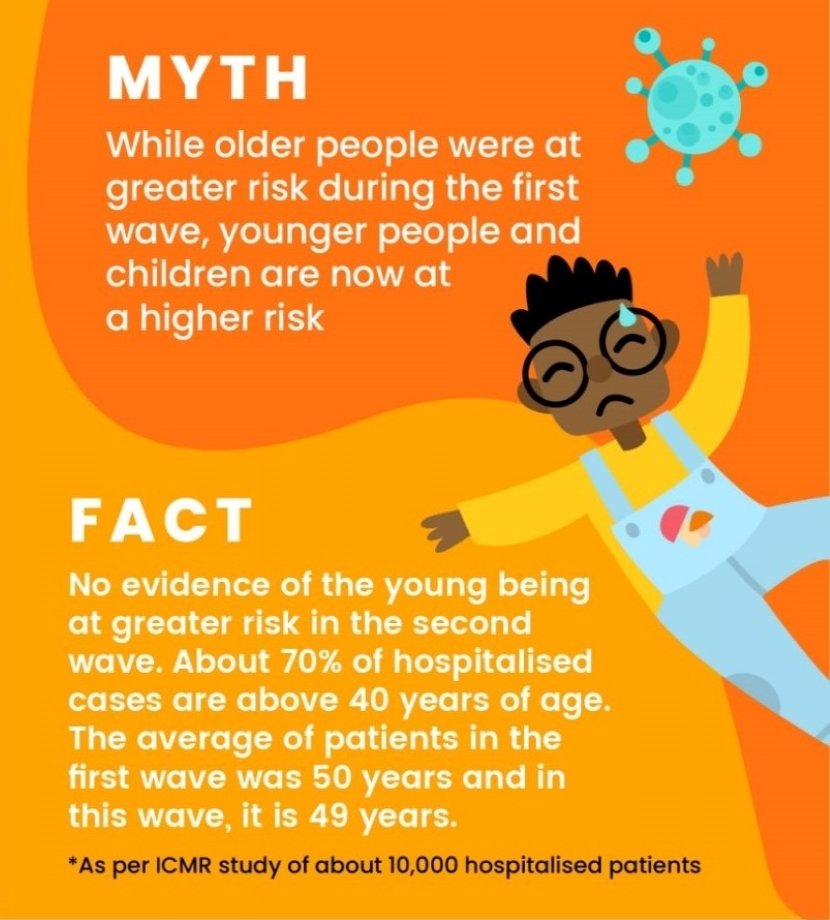 MYTH
While older people were at
greater risk during the first
wave, younger people and
children are now at
a higher risk
FACT
No evidence of the young being
at greater risk in the second
wave. About 70% of hospitalised
cases are above 40 years of age.
The average of patients in the
first wave was 50 years and in
this wave, it is 49 years.
*As per ICMR study of about 10,000 hospitalised patients